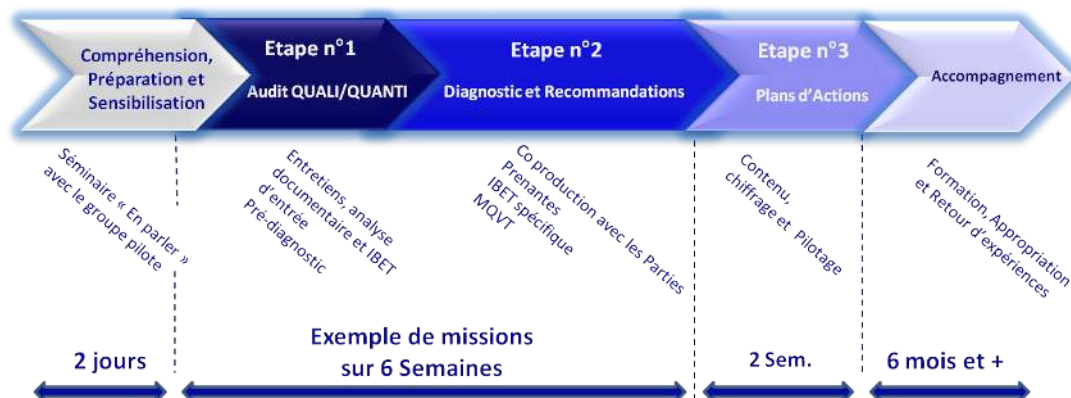 Compréhension,
Préparation et
Sensibilisation
Etape n°1
Audit QUALI/QUANTI
Etape n°2
Diagnostic et Recommandations
Etape n°3
Plans d’Actions
Accompagnement
Séminaire « En parler »
avec le groupe pilote
Entretiens, analyse
documentaire et IBET
d’entrée
Pré-diagnostic
Co production avec les Parties
Prenantes
IBET spécifique
MQVT
Contenu,
chiffrage et Pilotage
Formation, Appropriation
et Retour d’expériences
2 jours
Exemple de missions
sur 6 Semaines
2 Sem.
6 mois et +